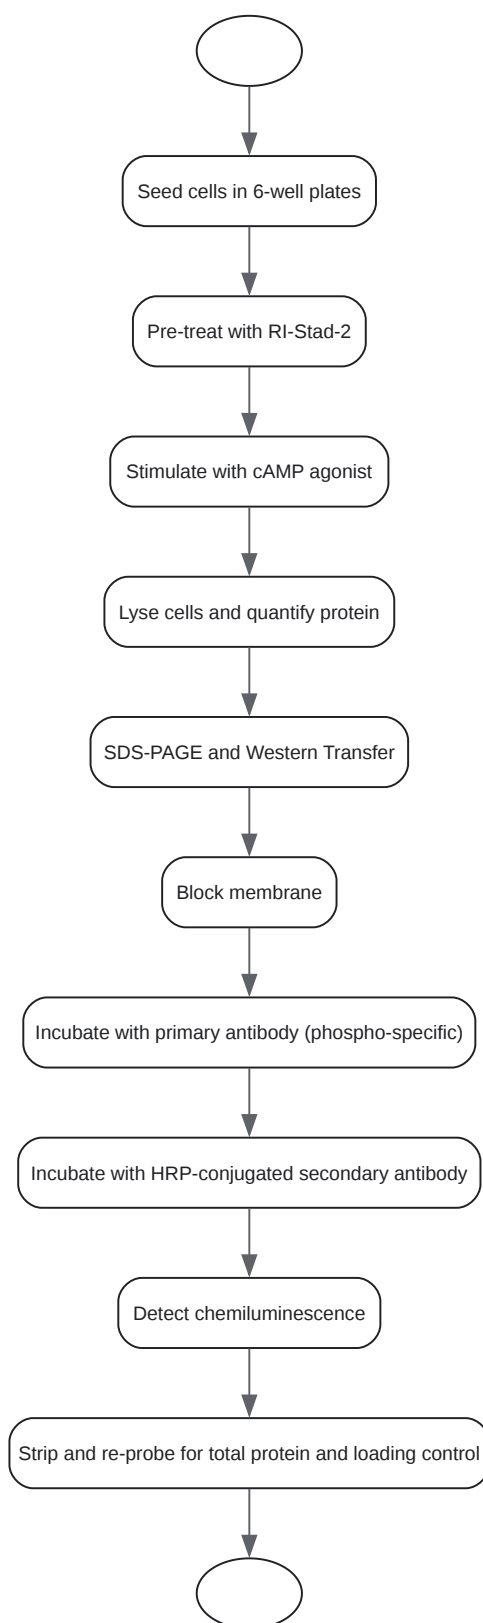 Seed cells in 6-well plates
Pre-treat with RI-Stad-2
Stimulate with cAMP agonist
Lyse cells and quantify protein
SDS-PAGE and Western Transfer
Block membrane
Incubate with primary antibody (phospho-specific)
Incubate with HRP-conjugated secondary antibody
Detect chemiluminescence
Strip and re-probe for total protein and loading control